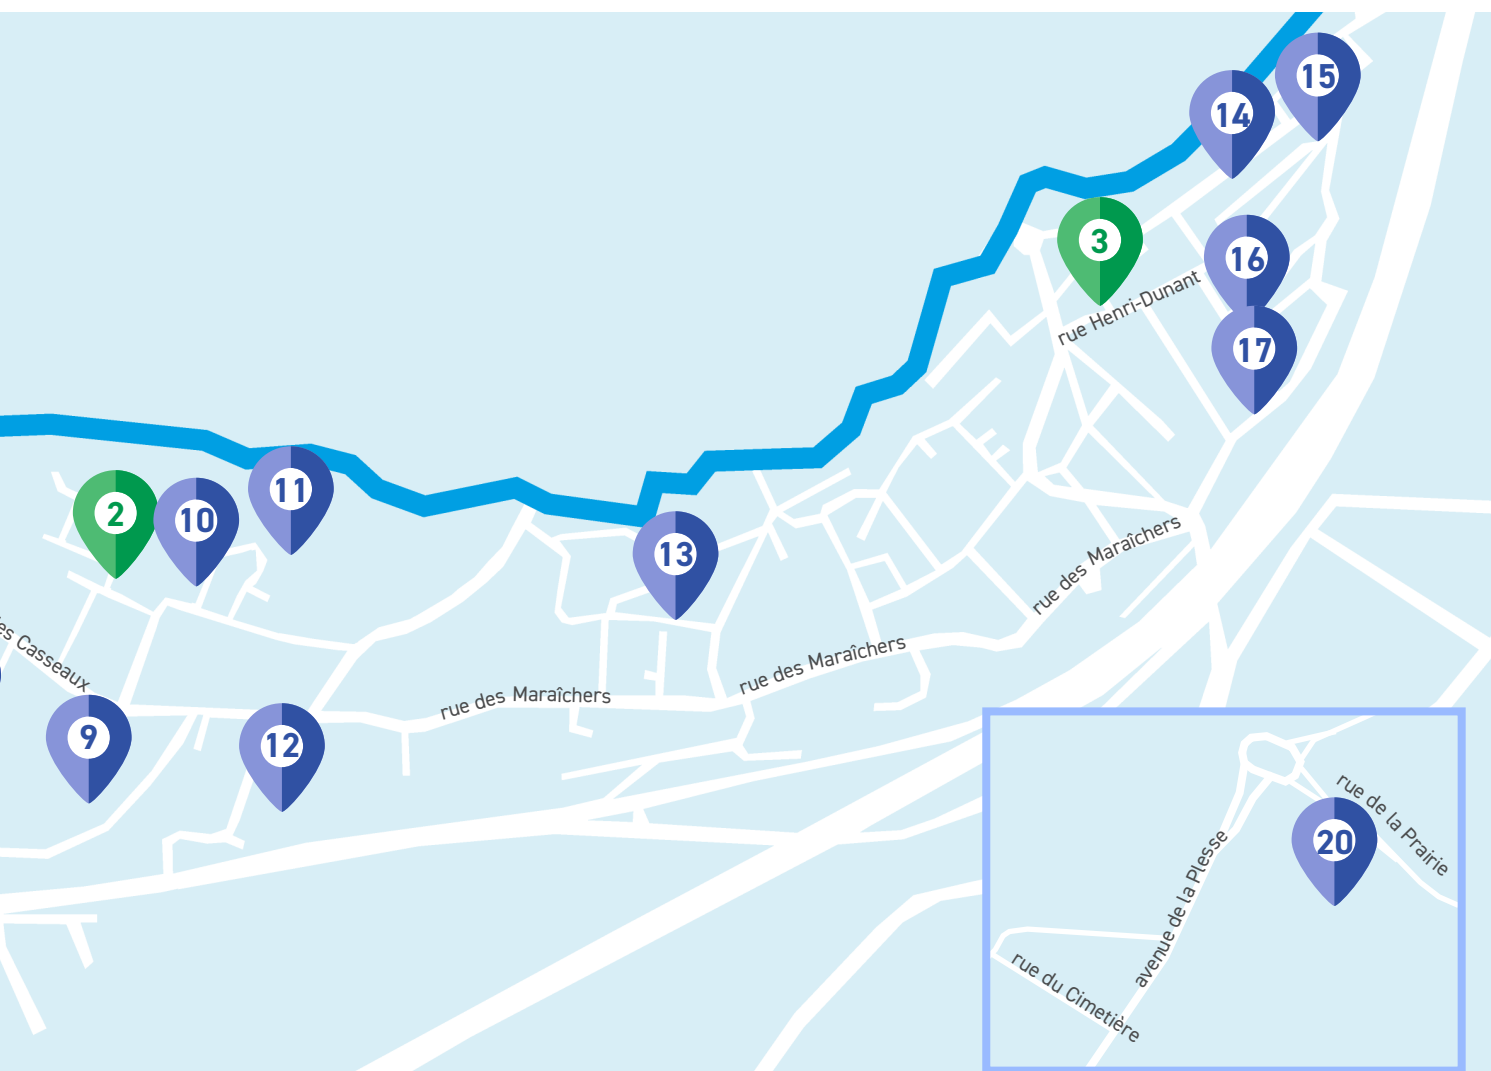 15
14
3
16
rue Henri-Dunant
17
11
2
10
13
rue des Maraîchers
es Casseaux
rue des Maraîchers
rue des Maraîchers
9
12
rue de la Prairie
20
avenue de la Plesse
rue du Cimetière